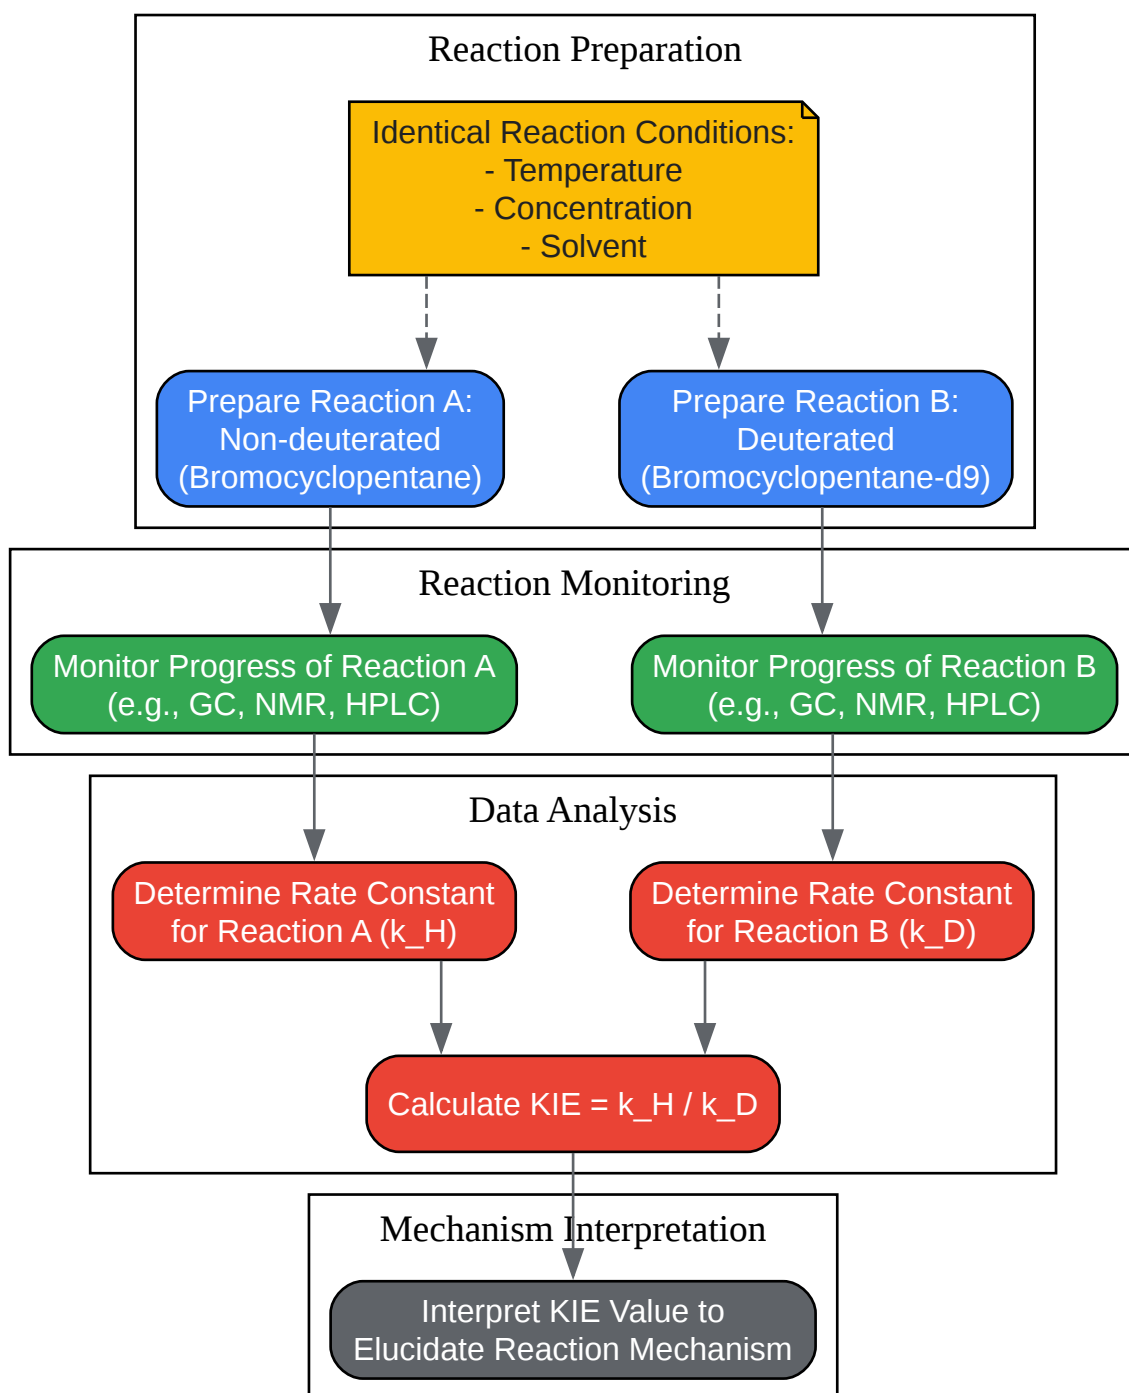 Reaction Preparation
Identical Reaction Conditions:
- Temperature
- Concentration
- Solvent
Prepare Reaction A:
Non-deuterated
(Bromocyclopentane)
Prepare Reaction B:
Deuterated
(Bromocyclopentane-d9)
Reaction Monitoring
Monitor Progress of Reaction A
(e.g., GC, NMR, HPLC)
Monitor Progress of Reaction B
(e.g., GC, NMR, HPLC)
Data Analysis
Determine Rate Constant
for Reaction A (k_H)
Determine Rate Constant
for Reaction B (k_D)
Calculate KIE = k_H / k_D
Mechanism Interpretation
Interpret KIE Value to
Elucidate Reaction Mechanism